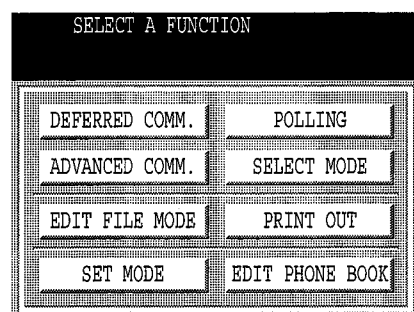 SELECT A FUNCTION
DEFERRED COMM. POLLING
ADVANCED COMM. SELECT MODE
EDIT FILE MODE PRINT OUT
SET MODE EDIT PHONE BOOK